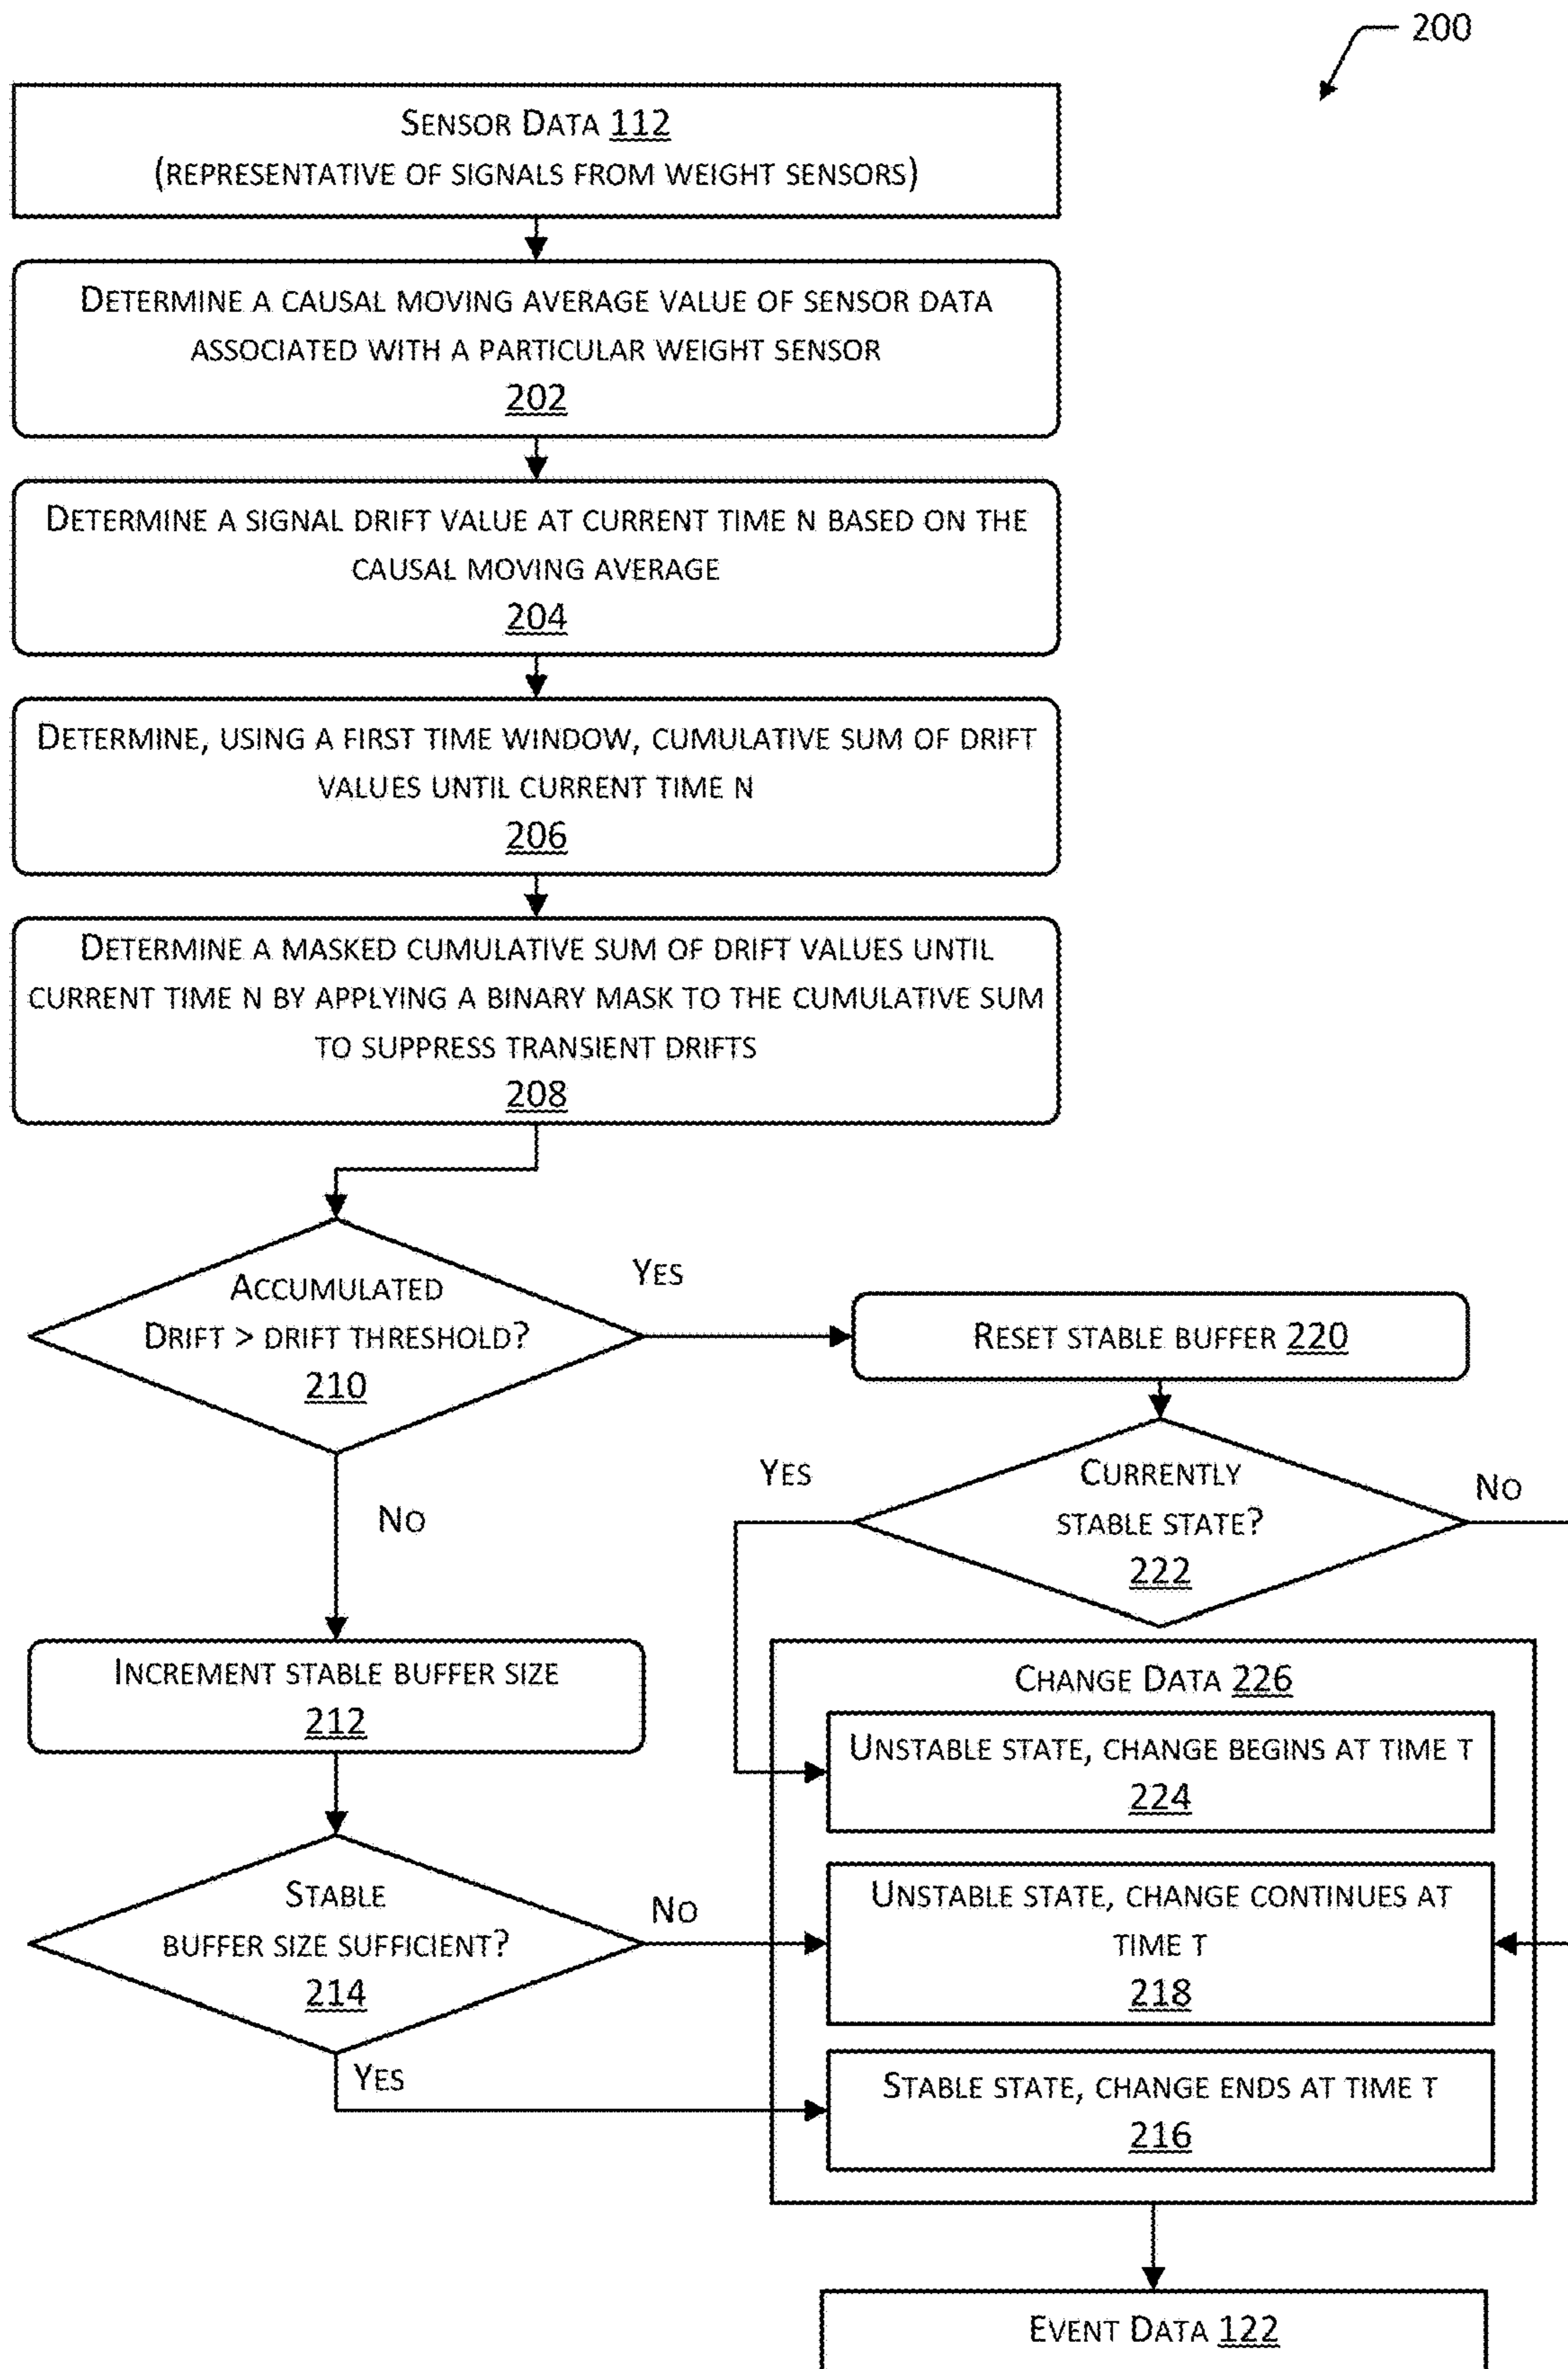 200
SENSOR DATA 112
(REPRESENTATIVE OF SIGNALS FROM WEIGHT SENSORS)
DETERMINE A CAUSAL MOVING AVERAGE VALUE OF SENSOR DATA
ASSOCIATED WITH A PARTICULAR WEIGHT SENSOR
202
DETERMINE A SIGNAL DRIFT VALUE AT CURRENT TIME N BASED ON THE
CAUSAL MOVING AVERAGE
204
DETERMINE, USING A FIRST TIME WINDOW, CUMULATIVE SUM OF DRIFT
VALUES UNTIL CURRENT TIME N
206
DETERMINE A MASKED CUMULATIVE SUM OF DRIFT VALUES UNTIL
CURRENT TIME N BY APPLYING A BINARY MASK TO THE CUMULATIVE SUM
TO SUPPRESS TRANSIENT DRIFTS
208
ACCUMULATED
DRIFT > DRIFT THRESHOLD?
210
YES
RESET STABLE BUFFER 220
NO
YES
CURRENTLY
STABLE STATE?
222
NO
INCREMENT STABLE BUFFER SIZE
212
CHANGE DATA 226
UNSTABLE STATE, CHANGE BEGINS AT TIME T
224
STABLE
BUFFER SIZE SUFFICIENT?
214
NO
UNSTABLE STATE, CHANGE CONTINUES AT
TIME T
218
YES
STABLE STATE, CHANGE ENDS AT TIME T
216
EVENT DATA 122